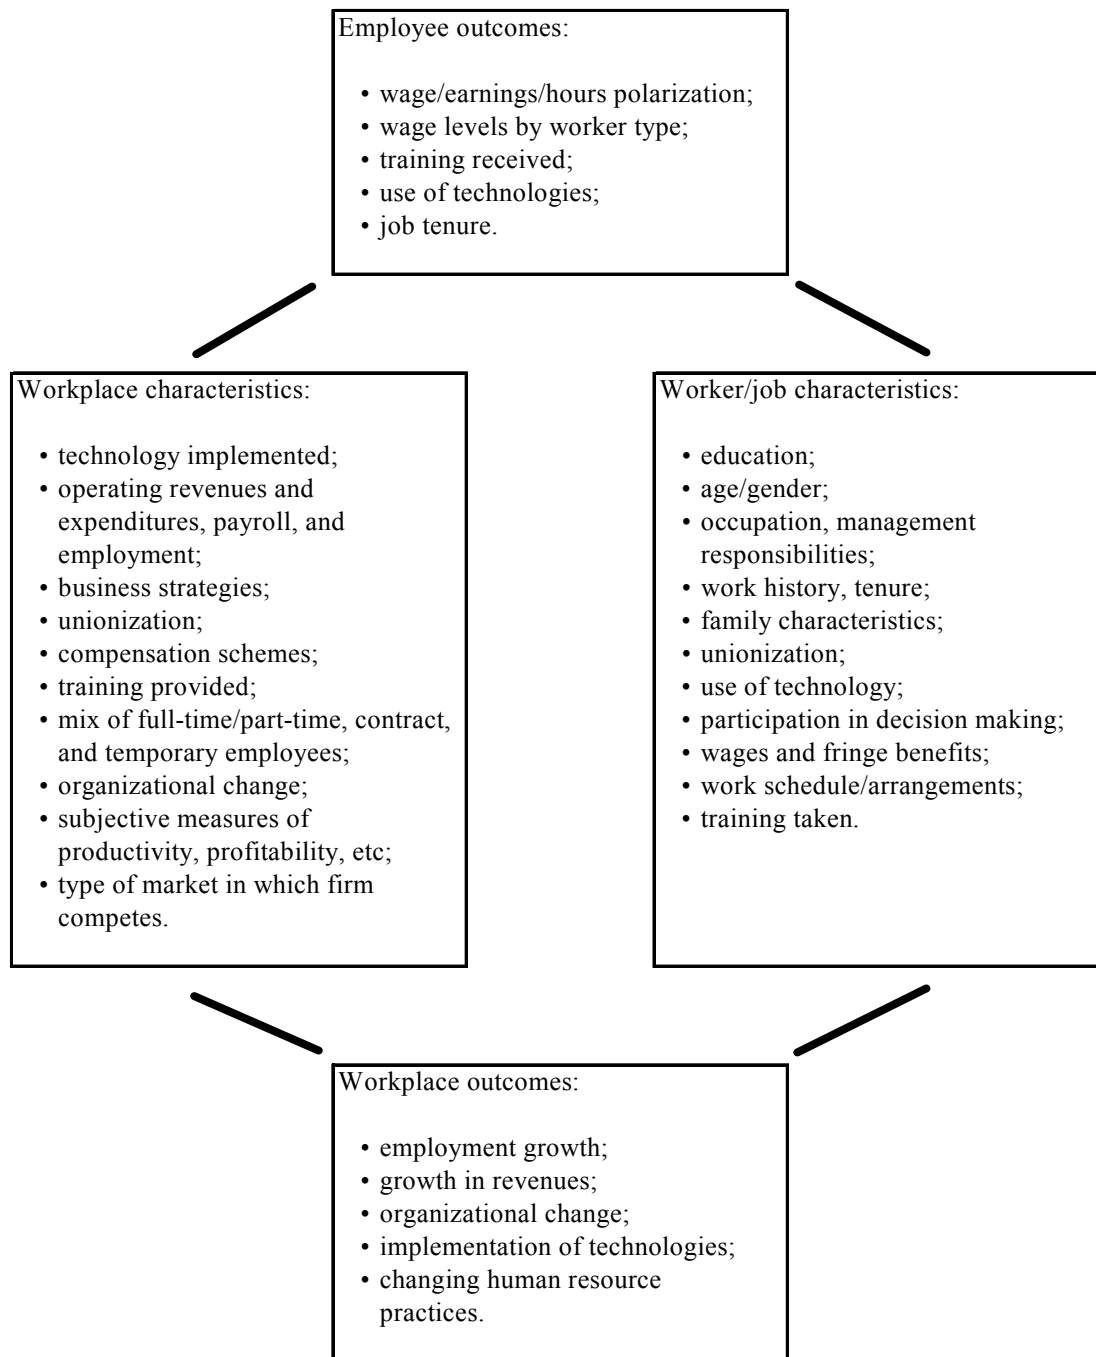 Employee outcomes:
• wage/earnings/hours polarization;
• wage levels by worker type;
• training received;
• use of technologies;
• job tenure.
Workplace characteristics:
• technology implemented;
• operating revenues and
expenditures, payroll, and
employment;
• business strategies;
• unionization;
• compensation schemes;
• training provided;
• mix of full-time/part-time, contract,
and temporary employees;
• organizational change;
• subjective measures of
productivity, profitability, etc;
• type of market in which firm
competes.
Worker/job characteristics:
• education;
• age/gender;
• occupation, management
responsibilities;
• work history, tenure;
• family characteristics;
• unionization;
• use of technology;
• participation in decision making;
• wages and fringe benefits;
• work schedule/arrangements;
• training taken.
Workplace outcomes:
• employment growth;
• growth in revenues;
• organizational change;
• implementation of technologies;
• changing human resource
practices.